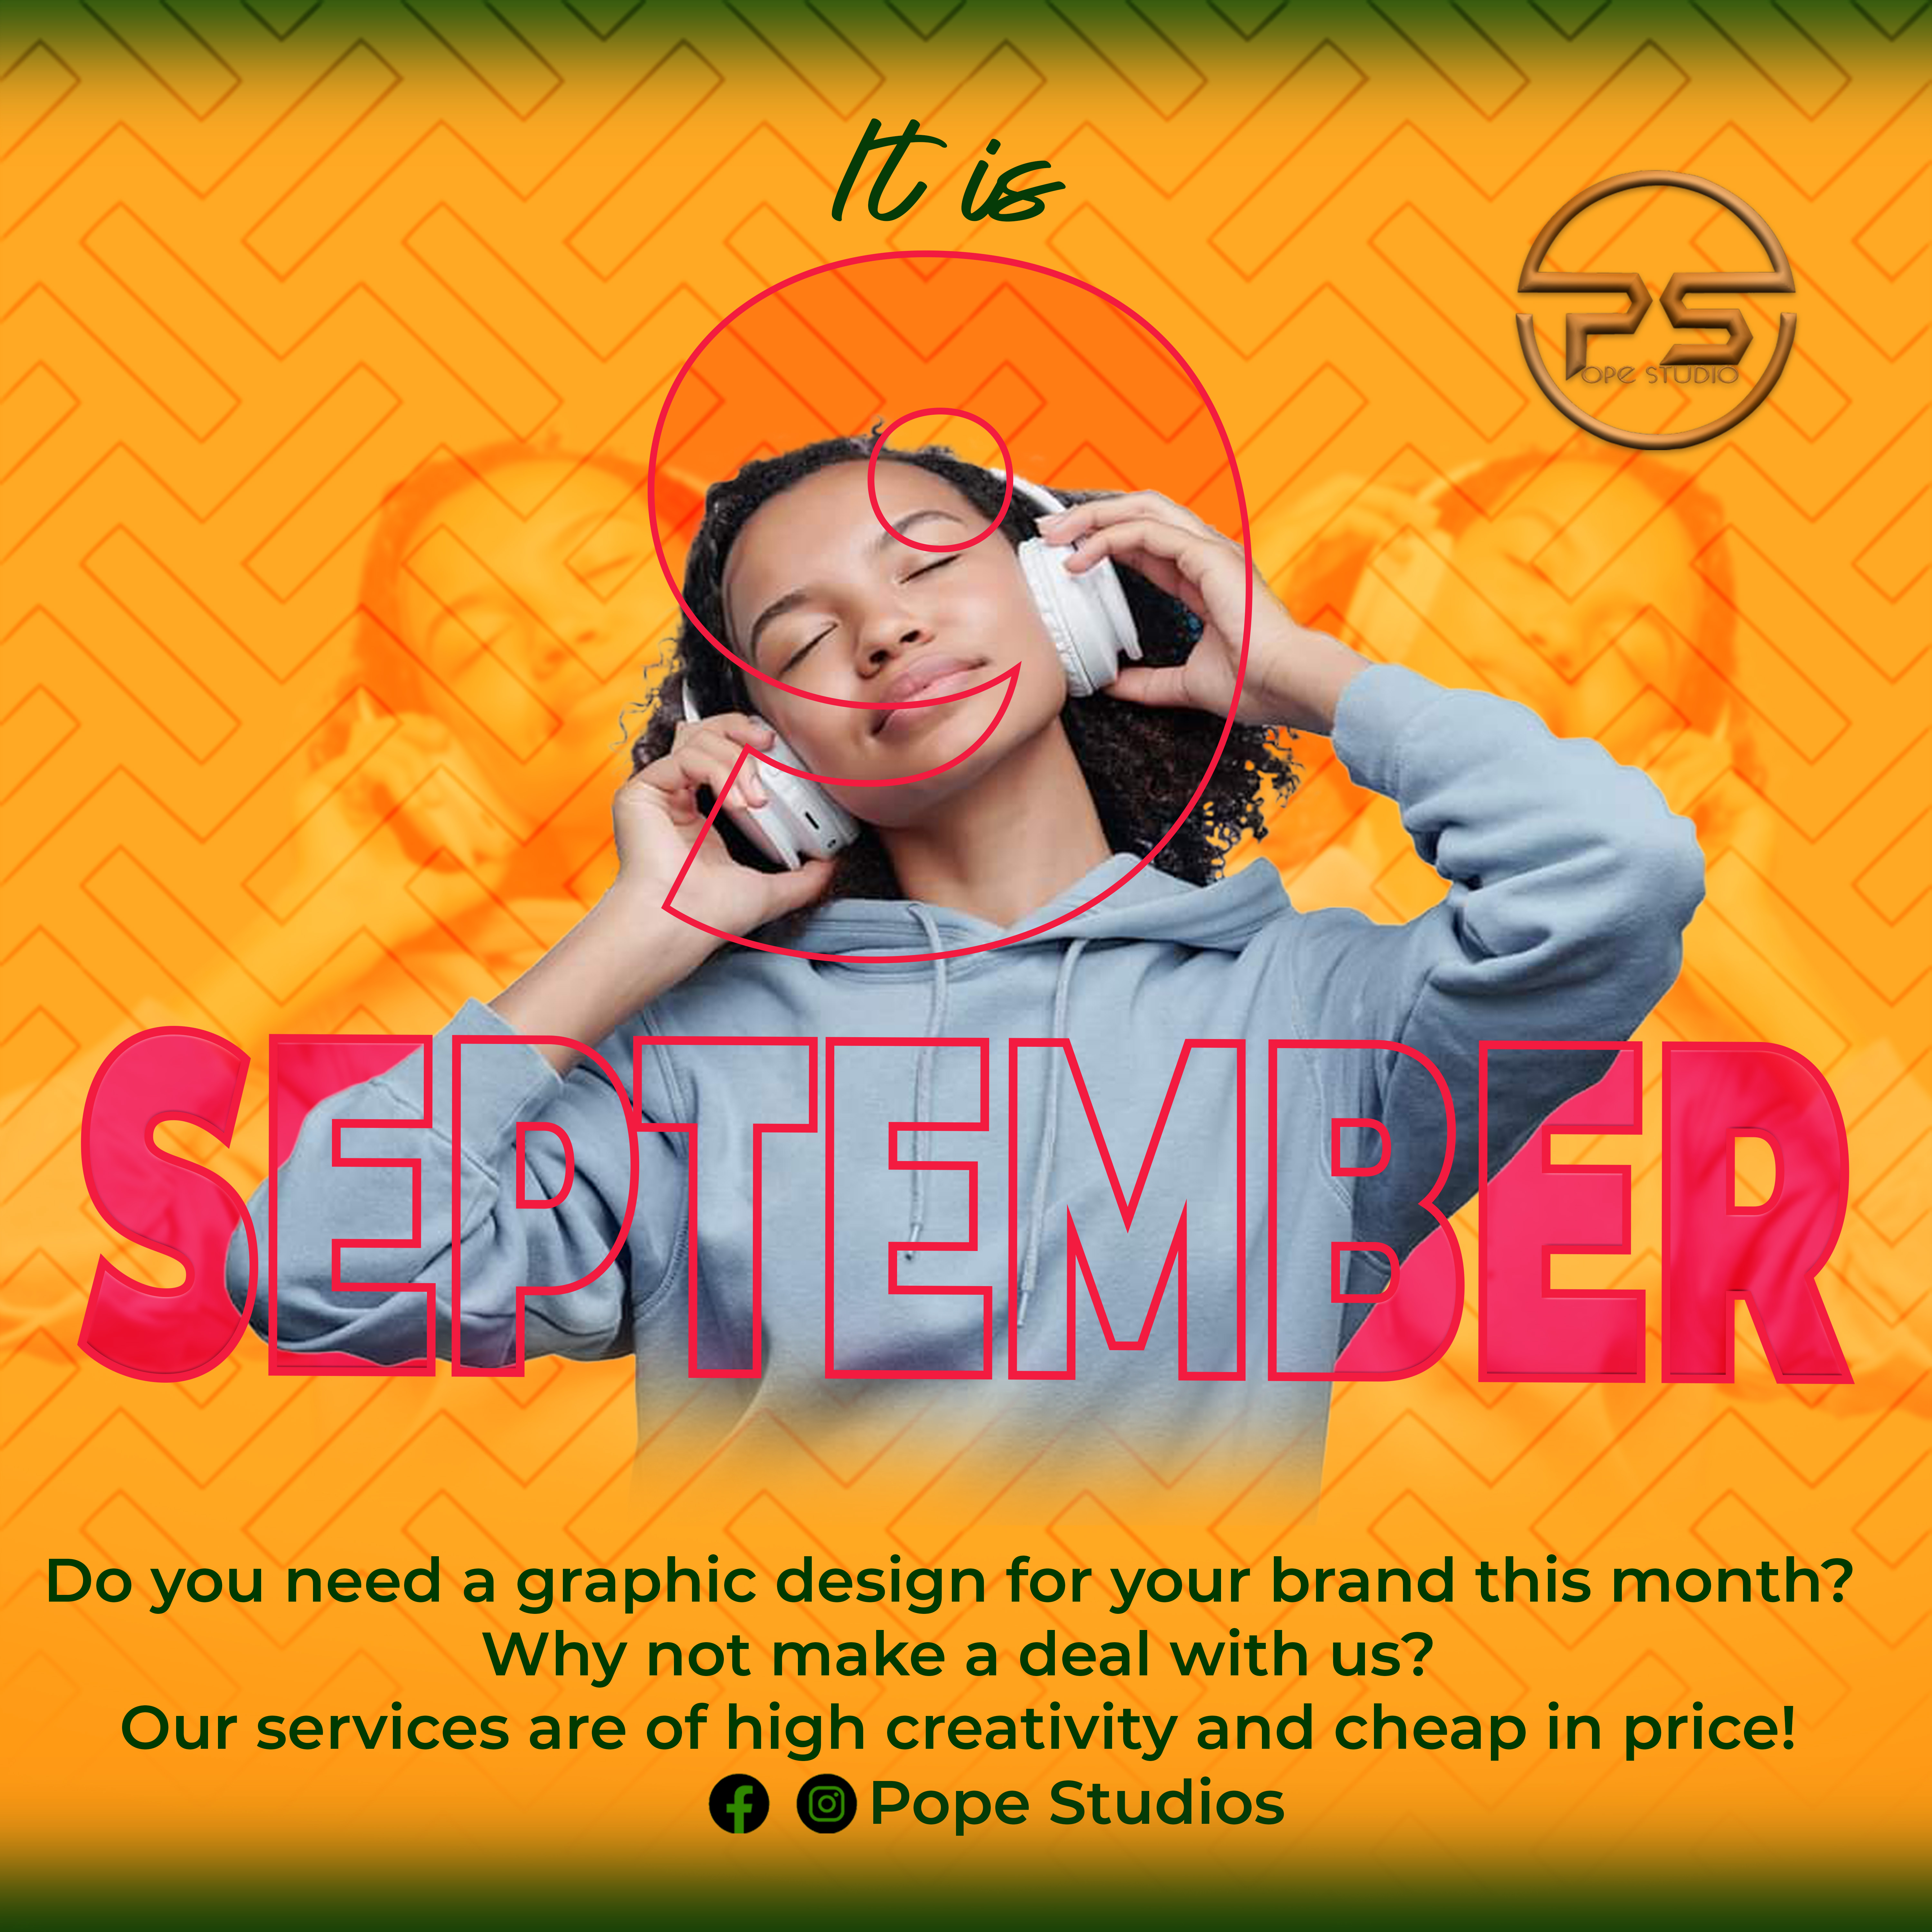 It is
PS
POPE STUDIO
9
SEPTEMBER
Do you need a graphic design for your brand this month?
Why not make a deal with us?
Our services are of high creativity and cheap in price!
Pope Studios